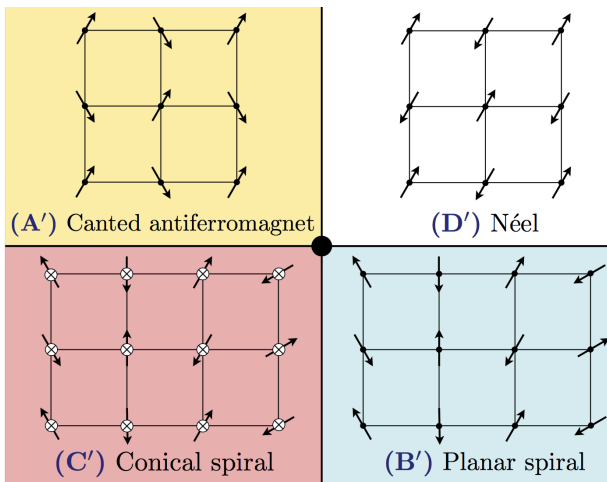 (A′) Canted antiferromagnet
(D′) Néel
(C′) Conical spiral
(B′) Planar spiral